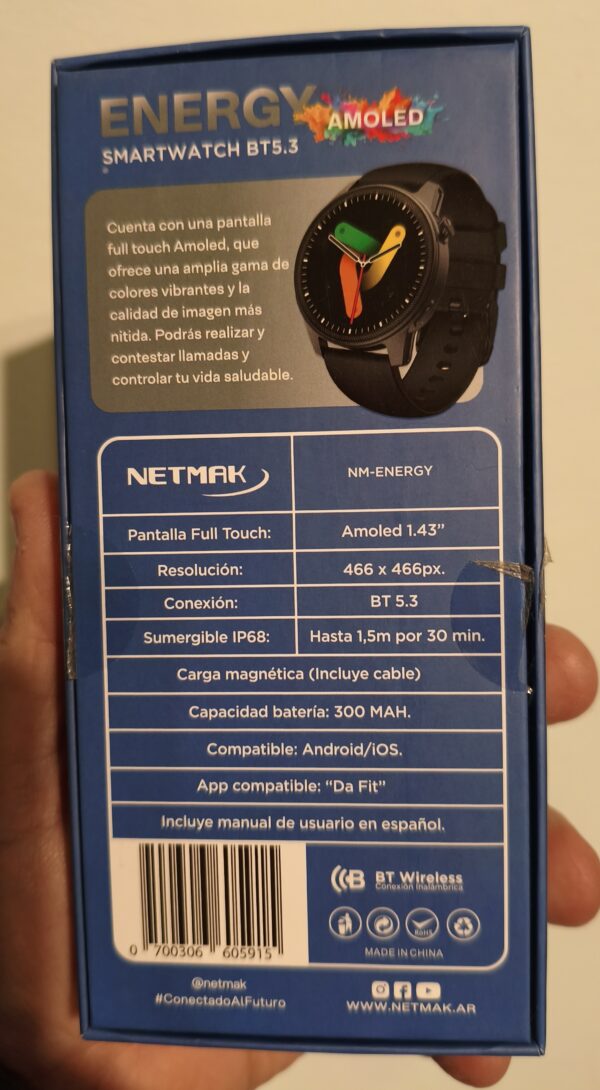 ENERGY
AMOLED
SMARTWATCH BT5.3
Cuenta con una pantalla
full touch Amoled, que
ofrece una amplia gama de
colores vibrantes y la
calidad de imagen más
nitida. Podrás realizar y
contestar llamadas y
controlar tu vida saludable.
NETMAK NM-ENERGY
Pantalla Full Touch: Amoled 1.43”
Resolución: 466 x 466px.
Conexión: BT 5.3
Sumergible IP68: Hasta 1,5m por 30 min.
Carga magnética (Incluye cable)
Capacidad batería: 300 MAH.
Compatible: Android/iOS.
App compatible: “Da Fit”
Incluye manual de usuario en español.
BT Wireless
Conexión Inalámbrica
RoHS
MADE IN CHINA
0 700306 605915
@netmak
#ConectadoAlFuturo
WWW.NETMAK.AR